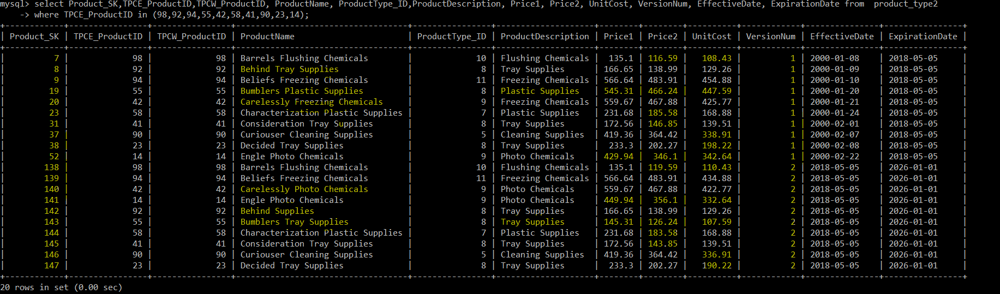 mysql> select Product_SK,TPCE_ProductID,TPCW_ProductID, ProductName, ProductType_ID,ProductDescription, Price1, Price2, UnitCost, VersionNum, EffectiveDate, ExpirationDate from  product_type2
    -> where TPCE_ProductID in (98,92,94,55,42,58,41,90,23,14);
+------------+----------------+----------------+----------------------------------+----------------+--------------------+--------+--------+----------+------------+---------------+----------------+
| Product_SK | TPCE_ProductID | TPCW_ProductID | ProductName                      | ProductType_ID | ProductDescription | Price1 | Price2 | UnitCost | VersionNum | EffectiveDate | ExpirationDate |
+------------+----------------+----------------+----------------------------------+----------------+--------------------+--------+--------+----------+------------+---------------+----------------+
|          7 |             98 |             98 | Barrels Flushing Chemicals       |             10 | Flushing Chemicals |  135.1 | 116.59 |   108.43 |          1 | 2000-01-08    | 2018-05-05     |
|          8 |             92 |             92 | Behind Tray Supplies             |              8 | Tray Supplies      | 166.65 | 138.99 |   129.26 |          1 | 2000-01-09    | 2018-05-05     |
|          9 |             94 |             94 | Beliefs Freezing Chemicals       |             11 | Freezing Chemicals | 566.64 | 483.91 |   454.88 |          1 | 2000-01-10    | 2018-05-05     |
|         19 |             55 |             55 | Bumblers Plastic Supplies        |              8 | Plastic Supplies   | 545.31 | 466.24 |   447.59 |          1 | 2000-01-20    | 2018-05-05     |
|         20 |             42 |             42 | Carelessly Freezing Chemicals    |              9 | Freezing Chemicals | 559.67 | 467.88 |   425.77 |          1 | 2000-01-21    | 2018-05-05     |
|         23 |             58 |             58 | Characterization Plastic Supplies |              7 | Plastic Supplies   | 231.68 | 185.58 |   168.88 |          1 | 2000-01-24    | 2018-05-05     |
|         31 |             41 |             41 | Consideration Tray Supplies      |              8 | Tray Supplies      | 172.56 | 146.85 |   139.51 |          1 | 2000-02-01    | 2018-05-05     |
|         37 |             90 |             90 | Curiouser Cleaning Supplies      |              5 | Cleaning Supplies  | 419.36 | 364.42 |   338.91 |          1 | 2000-02-07    | 2018-05-05     |
|         38 |             23 |             23 | Decided Tray Supplies            |              8 | Tray Supplies      |  233.3 | 202.27 |   198.22 |          1 | 2000-02-08    | 2018-05-05     |
|         52 |             14 |             14 | Engle Photo Chemicals            |              9 | Photo Chemicals    | 429.94 |  346.1 |   342.64 |          1 | 2000-02-22    | 2018-05-05     |
|        138 |             98 |             98 | Barrels Flushing Chemicals       |             10 | Flushing Chemicals |  135.1 | 119.59 |   110.43 |          2 | 2018-05-05    | 2026-01-01     |
|        139 |             94 |             94 | Beliefs Freezing Chemicals       |             11 | Freezing Chemicals | 566.64 | 483.91 |   434.88 |          2 | 2018-05-05    | 2026-01-01     |
|        140 |             42 |             42 | Carelessly Photo Chemicals       |              9 | Photo Chemicals    | 559.67 | 467.88 |   422.77 |          2 | 2018-05-05    | 2026-01-01     |
|        141 |             14 |             14 | Engle Photo Chemicals            |              9 | Photo Chemicals    | 449.94 |  356.1 |   332.64 |          2 | 2018-05-05    | 2026-01-01     |
|        142 |             92 |             92 | Behind Supplies                  |              8 | Tray Supplies      | 166.65 | 138.99 |   129.26 |          2 | 2018-05-05    | 2026-01-01     |
|        143 |             55 |             55 | Bumblers Tray Supplies           |              8 | Tray Supplies      | 145.31 | 126.24 |   107.59 |          2 | 2018-05-05    | 2026-01-01     |
|        144 |             58 |             58 | Characterization Plastic Supplies |              7 | Plastic Supplies   | 231.68 | 183.58 |   168.88 |          2 | 2018-05-05    | 2026-01-01     |
|        145 |             41 |             41 | Consideration Tray Supplies      |              8 | Tray Supplies      | 172.56 | 143.85 |   139.51 |          2 | 2018-05-05    | 2026-01-01     |
|        146 |             90 |             90 | Curiouser Cleaning Supplies      |              5 | Cleaning Supplies  | 419.36 | 364.42 |   336.91 |          2 | 2018-05-05    | 2026-01-01     |
|        147 |             23 |             23 | Decided Tray Supplies            |              8 | Tray Supplies      |  233.3 | 202.27 |   190.22 |          2 | 2018-05-05    | 2026-01-01     |
+------------+----------------+----------------+----------------------------------+----------------+--------------------+--------+--------+----------+------------+---------------+----------------+
20 rows in set (0.00 sec)